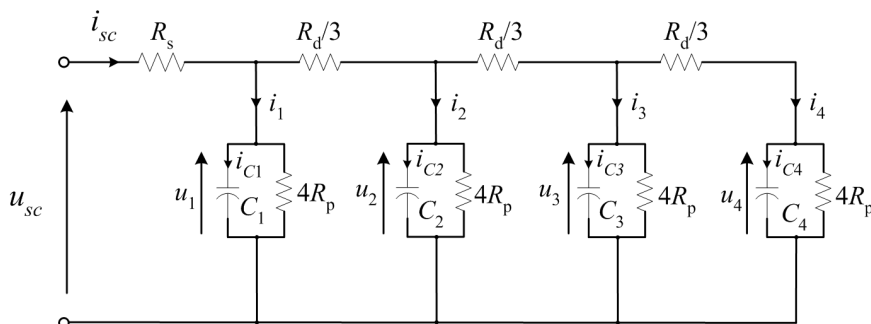 i_sc R_s R_d/3 R_d/3 R_d/3
i_1 i_2 i_3 i_4
i_C1 i_C2 i_C3 i_C4
u_sc u_1 C_1 4R_p u_2 C_2 4R_p u_3 C_3 4R_p u_4 C_4 4R_p